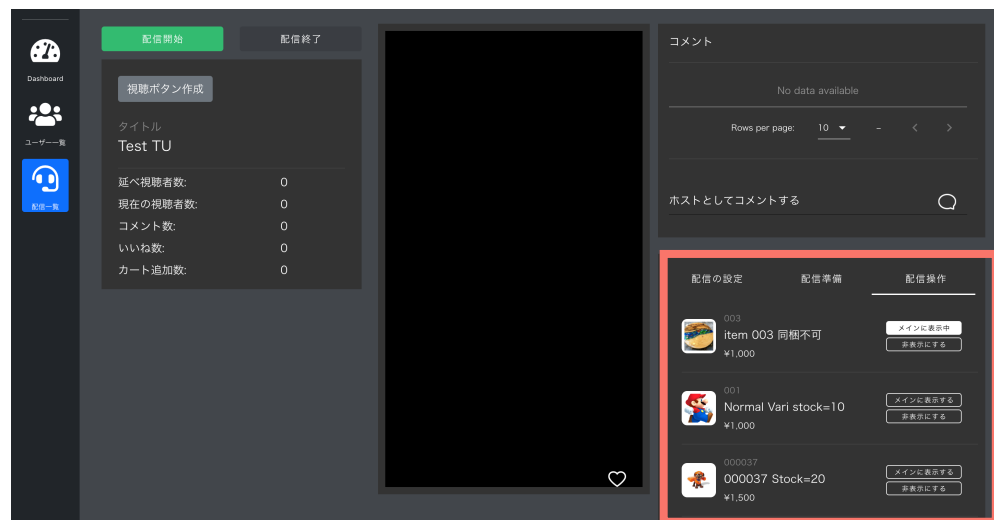 Dashboard
ユーザー一覧
配信一覧
配信開始
配信終了
視聴ボタン作成
タイトル
Test TU
延べ視聴者数: 0
現在の視聴者数: 0
コメント数: 0
いいね数: 0
カート追加数: 0
コメント
No data available
Rows per page: 10 –
ホストとしてコメントする
配信の設定
配信準備
配信操作
003
item 003 同梱不可
¥1,000
メインに表示中
非表示にする
001
Normal Vari stock=10
¥1,000
メインに表示する
非表示にする
000037
000037 Stock=20
¥1,500
メインに表示する
非表示にする